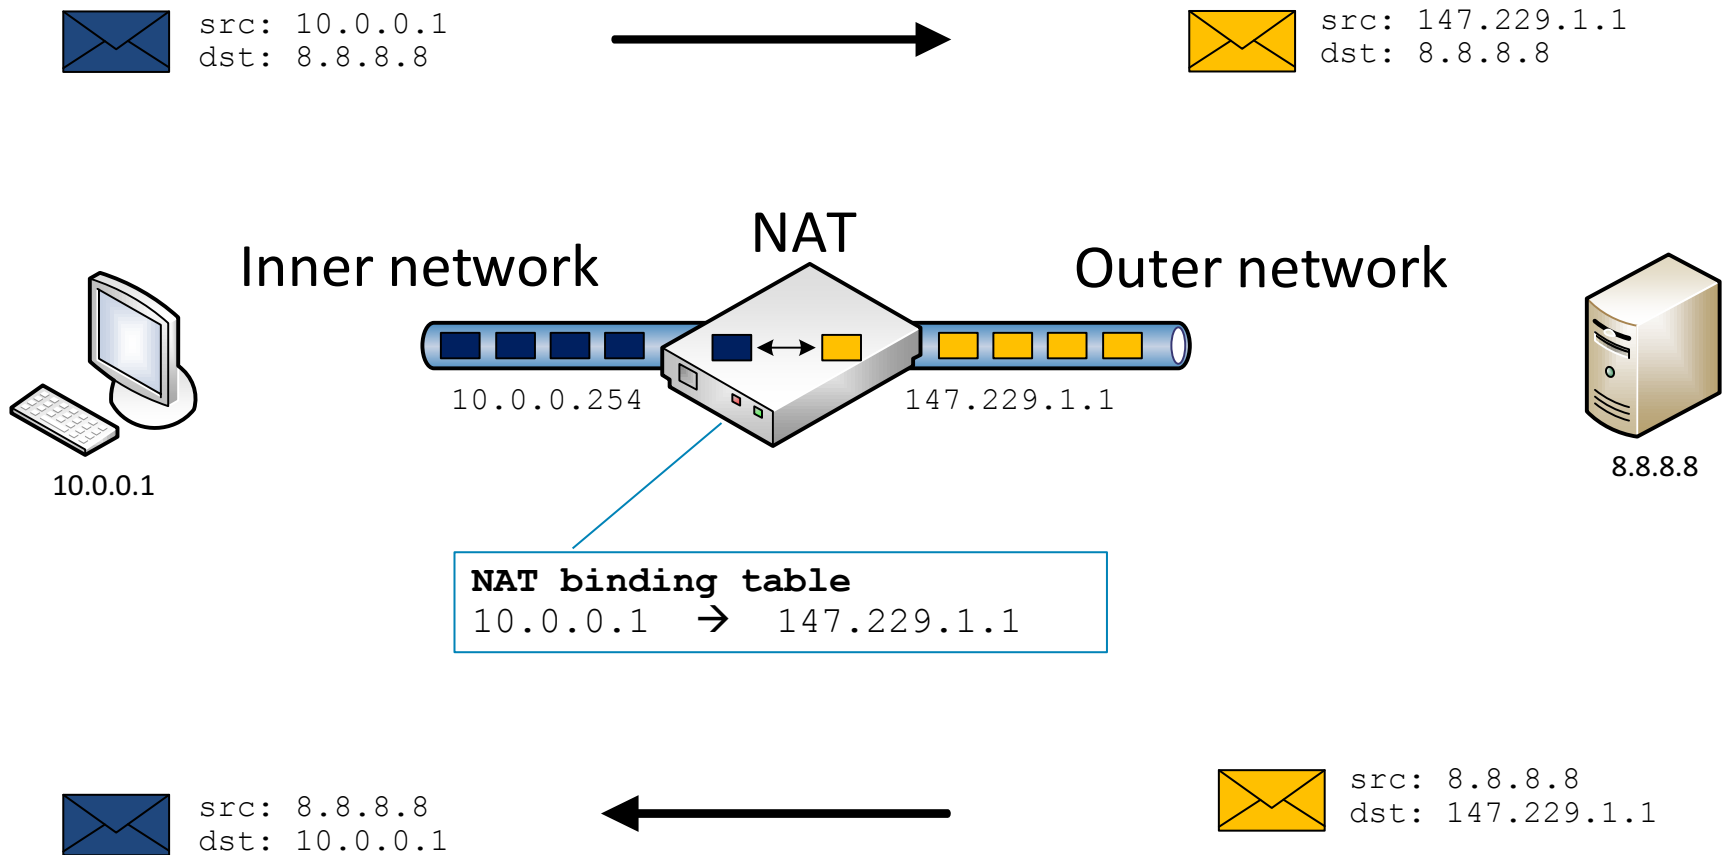 src: 10.0.0.1
dst: 8.8.8.8
src: 147.229.1.1
dst: 8.8.8.8
NAT
Inner network
Outer network
10.0.0.254
147.229.1.1
10.0.0.1
8.8.8.8
NAT binding table
10.0.0.1 → 147.229.1.1
src: 8.8.8.8
dst: 10.0.0.1
src: 8.8.8.8
dst: 147.229.1.1